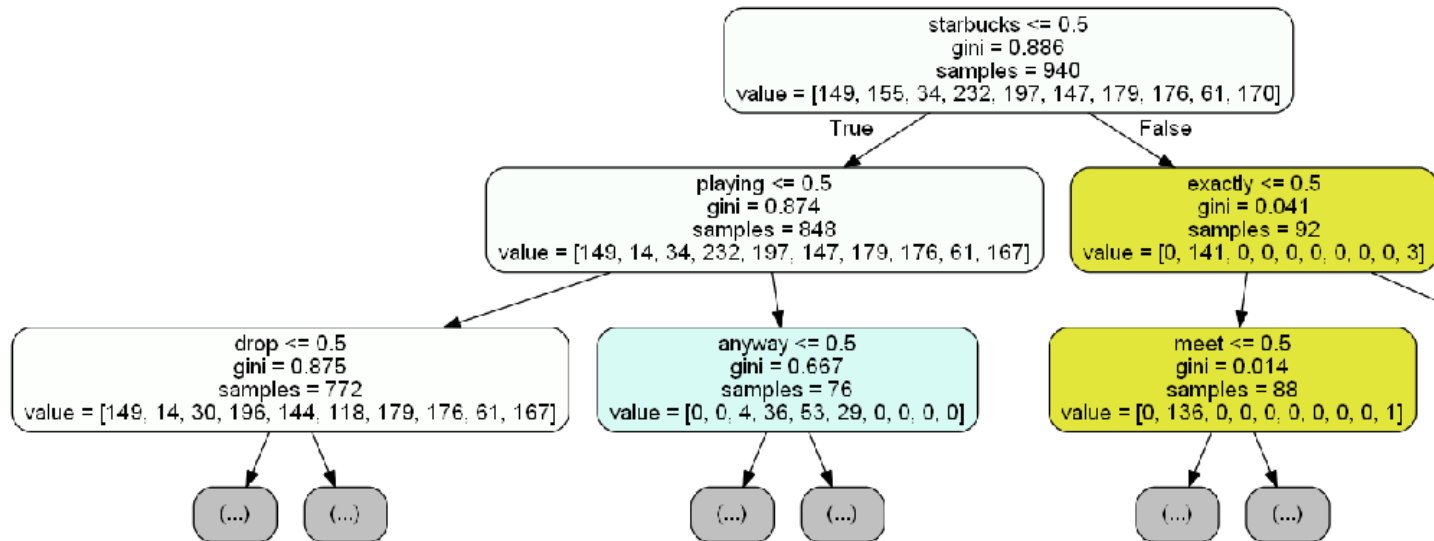 starbucks <= 0.5
gini = 0.886
samples = 940
value = [149, 155, 34, 232, 197, 147, 179, 176, 61, 170]
True
False
playing <= 0.5
gini = 0.874
samples = 848
value = [149, 14, 34, 232, 197, 147, 179, 176, 61, 167]
exactly <= 0.5
gini = 0.041
samples = 92
value = [0, 141, 0, 0, 0, 0, 0, 0, 0, 3]
drop <= 0.5
gini = 0.875
samples = 772
value = [149, 14, 30, 196, 144, 118, 179, 176, 61, 167]
anyway <= 0.5
gini = 0.667
samples = 76
value = [0, 0, 4, 36, 53, 29, 0, 0, 0, 0]
meet <= 0.5
gini = 0.014
samples = 88
value = [0, 136, 0, 0, 0, 0, 0, 0, 0, 1]
(...)
(...)
(...)
(...)
(...)
(...)